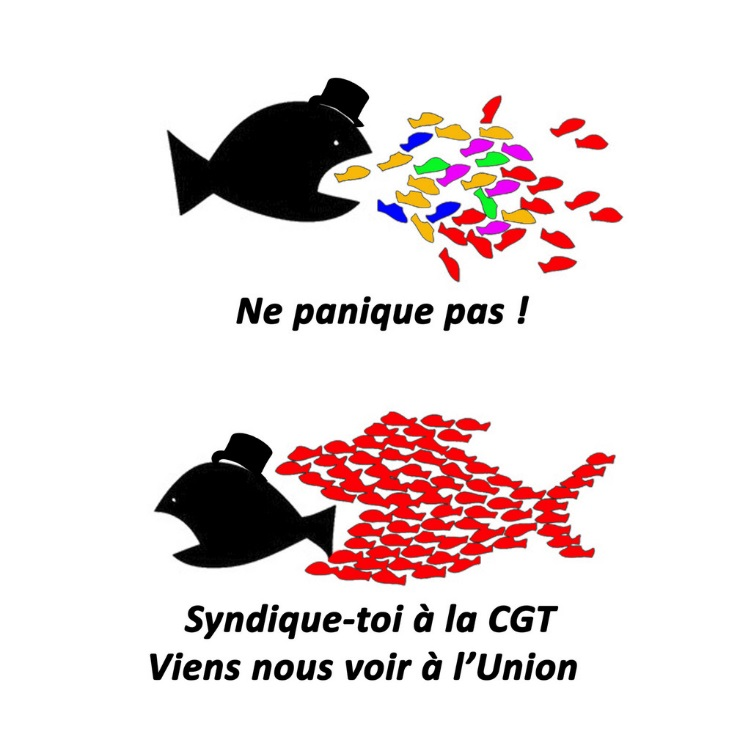 Ne panique pas !
Syndique-toi à la CGT
Viens nous voir à l’Union